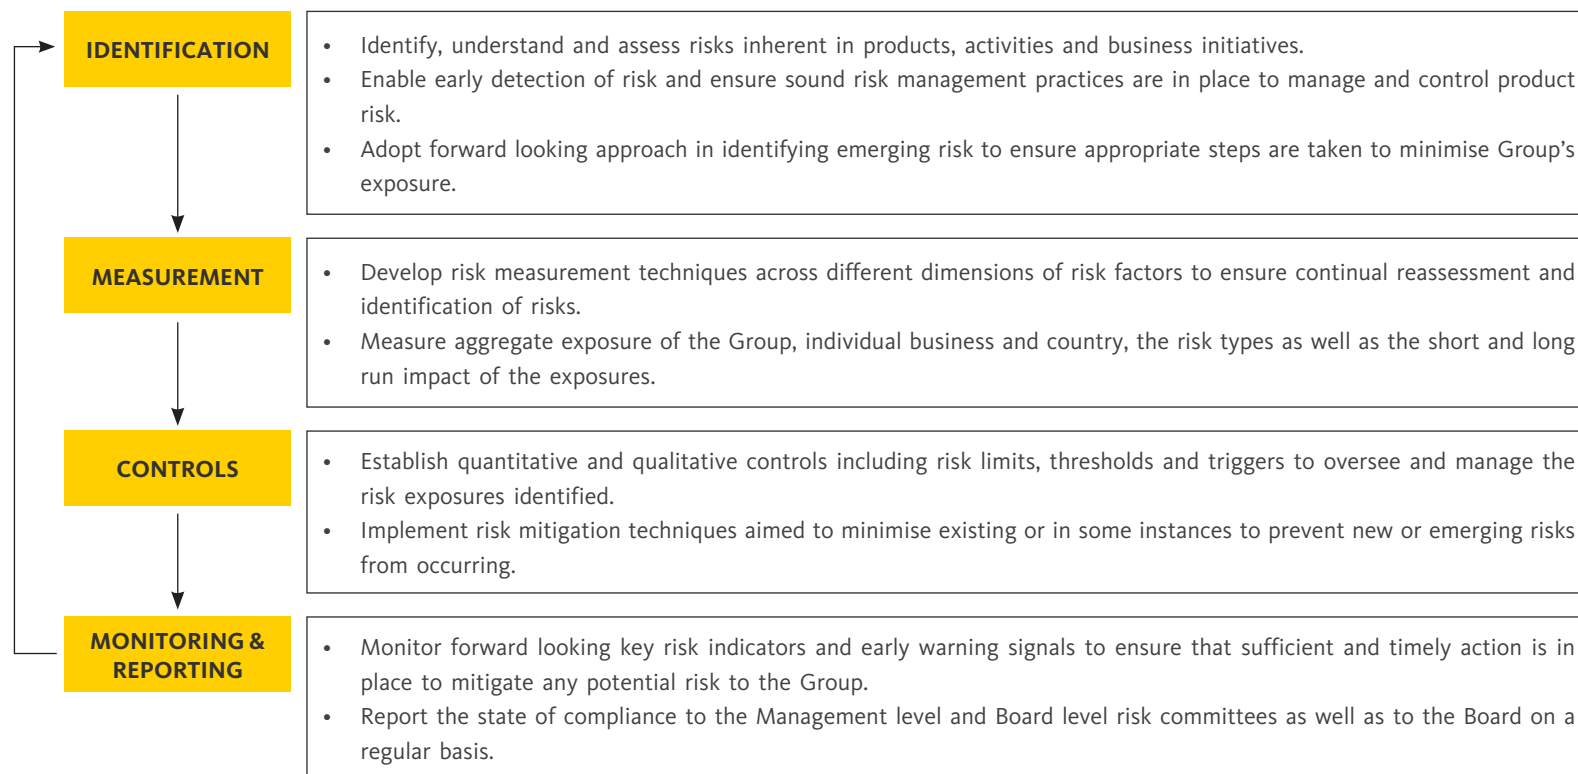 IDENTIFICATION
• Identify, understand and assess risks inherent in products, activities and business initiatives.
• Enable early detection of risk and ensure sound risk management practices are in place to manage and control product
risk.
• Adopt forward looking approach in identifying emerging risk to ensure appropriate steps are taken to minimise Group’s
exposure.
MEASUREMENT
• Develop risk measurement techniques across different dimensions of risk factors to ensure continual reassessment and
identification of risks.
• Measure aggregate exposure of the Group, individual business and country, the risk types as well as the short and long
run impact of the exposures.
CONTROLS
• Establish quantitative and qualitative controls including risk limits, thresholds and triggers to oversee and manage the
risk exposures identified.
• Implement risk mitigation techniques aimed to minimise existing or in some instances to prevent new or emerging risks
from occurring.
MONITORING &
REPORTING
• Monitor forward looking key risk indicators and early warning signals to ensure that sufficient and timely action is in
place to mitigate any potential risk to the Group.
• Report the state of compliance to the Management level and Board level risk committees as well as to the Board on a
regular basis.